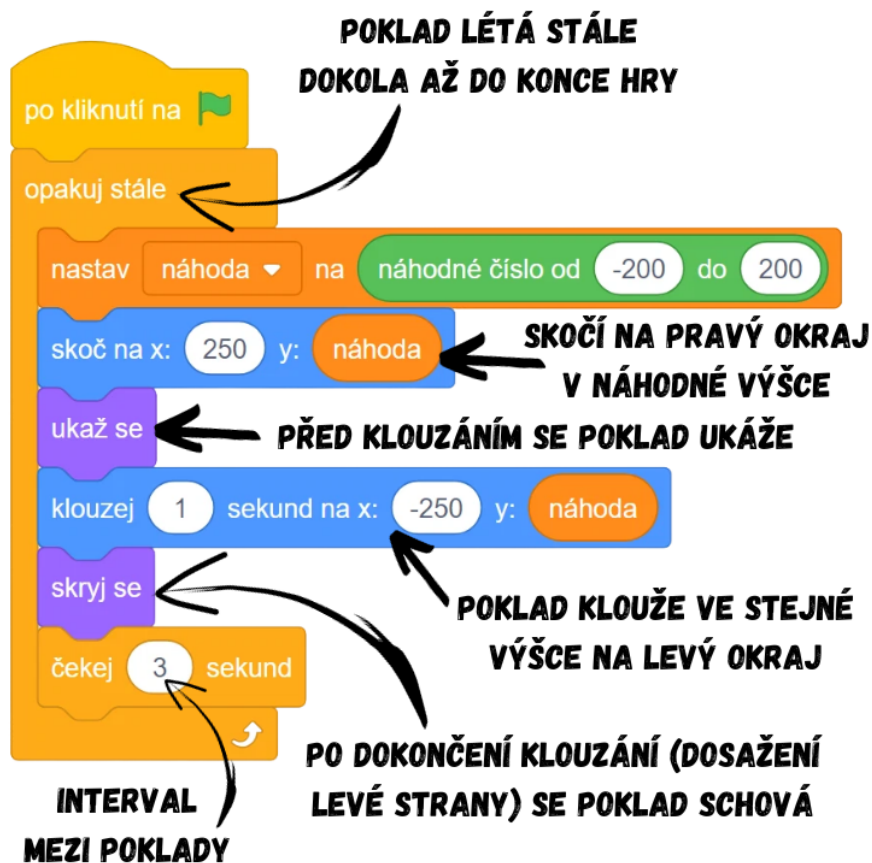 POKLAD LÉTÁ STÁLE
DOKOLA AŽ DO KONCE HRY
po kliknutí na
opakuj stále
nastav náhoda na náhodné číslo od -200 do 200
skoč na x: 250 y: náhoda
SKOČÍ NA PRAVÝ OKRAJ
V NÁHODNÉ VÝŠCE
ukaž se
PŘED KLOUZÁNÍM SE POKLAD UKÁŽE
klouzej 1 sekund na x: -250 y: náhoda
skryj se
POKLAD KLOUŽE VE STEJNÉ
VÝŠCE NA LEVÝ OKRAJ
čekej 3 sekund
PO DOKONČENÍ KLOUZÁNÍ (DOSAŽENÍ
LEVÉ STRANY) SE POKLAD SCHOVÁ
INTERVAL
MEZI POKLADY